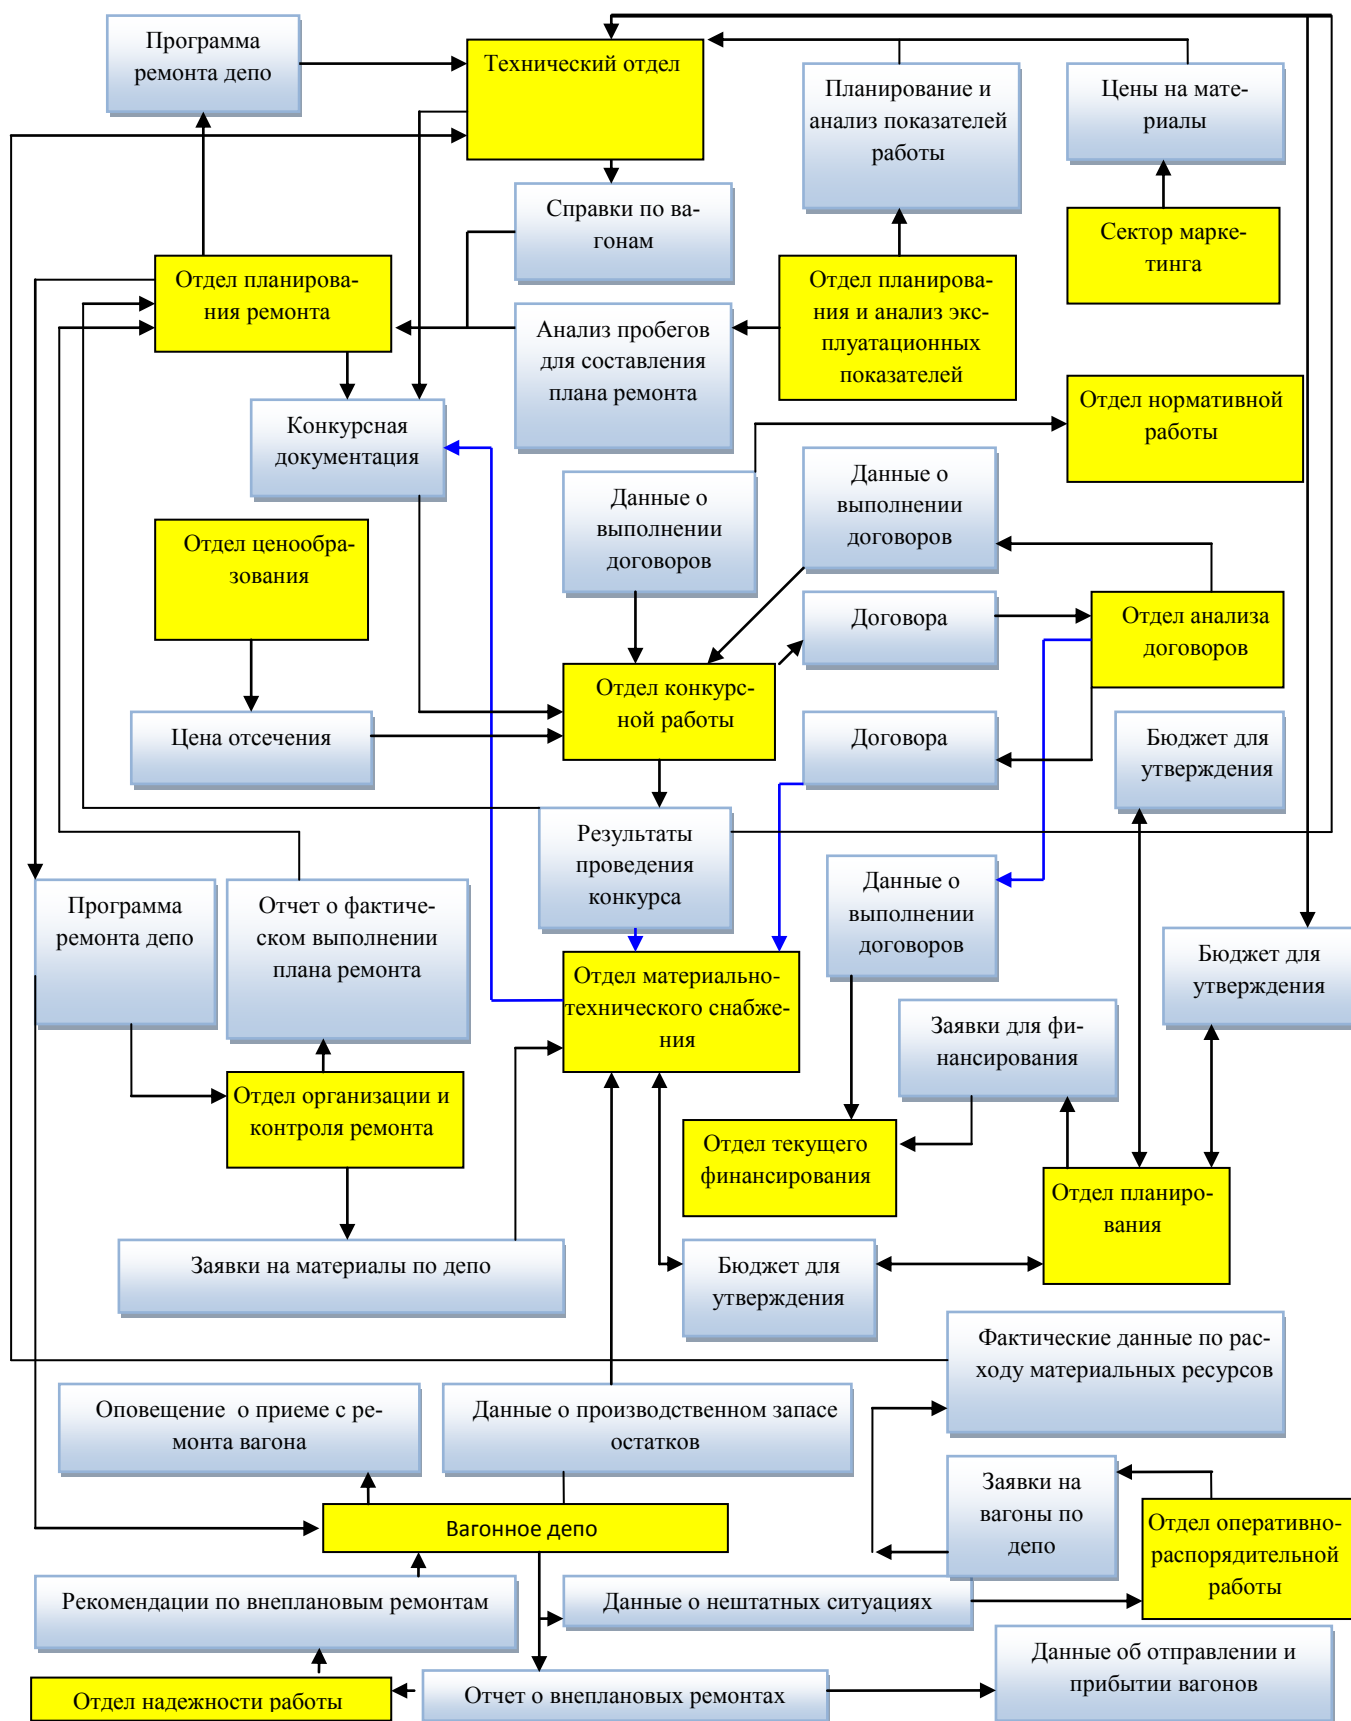 Программа
ремонта депо
Технический отдел
Планирование и
анализ показателей
работы
Цены на мате-
риалы
Справки по ва-
гонам
Сектор марке-
тинга
Отдел планирова-
ния ремонта
Отдел планирова-
ния и анализ экс-
плуатационных
показателей
Анализ пробегов
для составления
плана ремонта
Отдел нормативной
работы
Конкурсная
документация
Данные о
выполнении
договоров
Данные о
выполнении
договоров
Отдел ценообра-
зования
Договора
Отдел анализа
договоров
Отдел конкурс-
ной работы
Цена отсечения
Договора
Бюджет для
утверждения
Результаты
проведения
конкурса
Программа
ремонта депо
Отчет о фактиче-
ском выполнении
плана ремонта
Данные о
выполнении
договоров
Бюджет для
утверждения
Отдел материально-
технического снабже-
ния
Заявки для фи-
нансирования
Отдел организации и
контроля ремонта
Отдел текущего
финансирования
Отдел планиро-
вания
Заявки на материалы по депо
Бюджет для
утверждения
Фактические данные по рас-
ходу материальных ресурсов
Оповещение о приеме с ре-
монта вагона
Данные о производственном запасе
остатков
Заявки на
вагоны по
депо
Вагонное депо
Отдел оперативно-
распорядительной
работы
Рекомендации по внеплановым ремонтам
Данные о нештатных ситуациях
Данные об отправлении и
прибытии вагонов
Отдел надежности работы
Отчет о внеплановых ремонтах